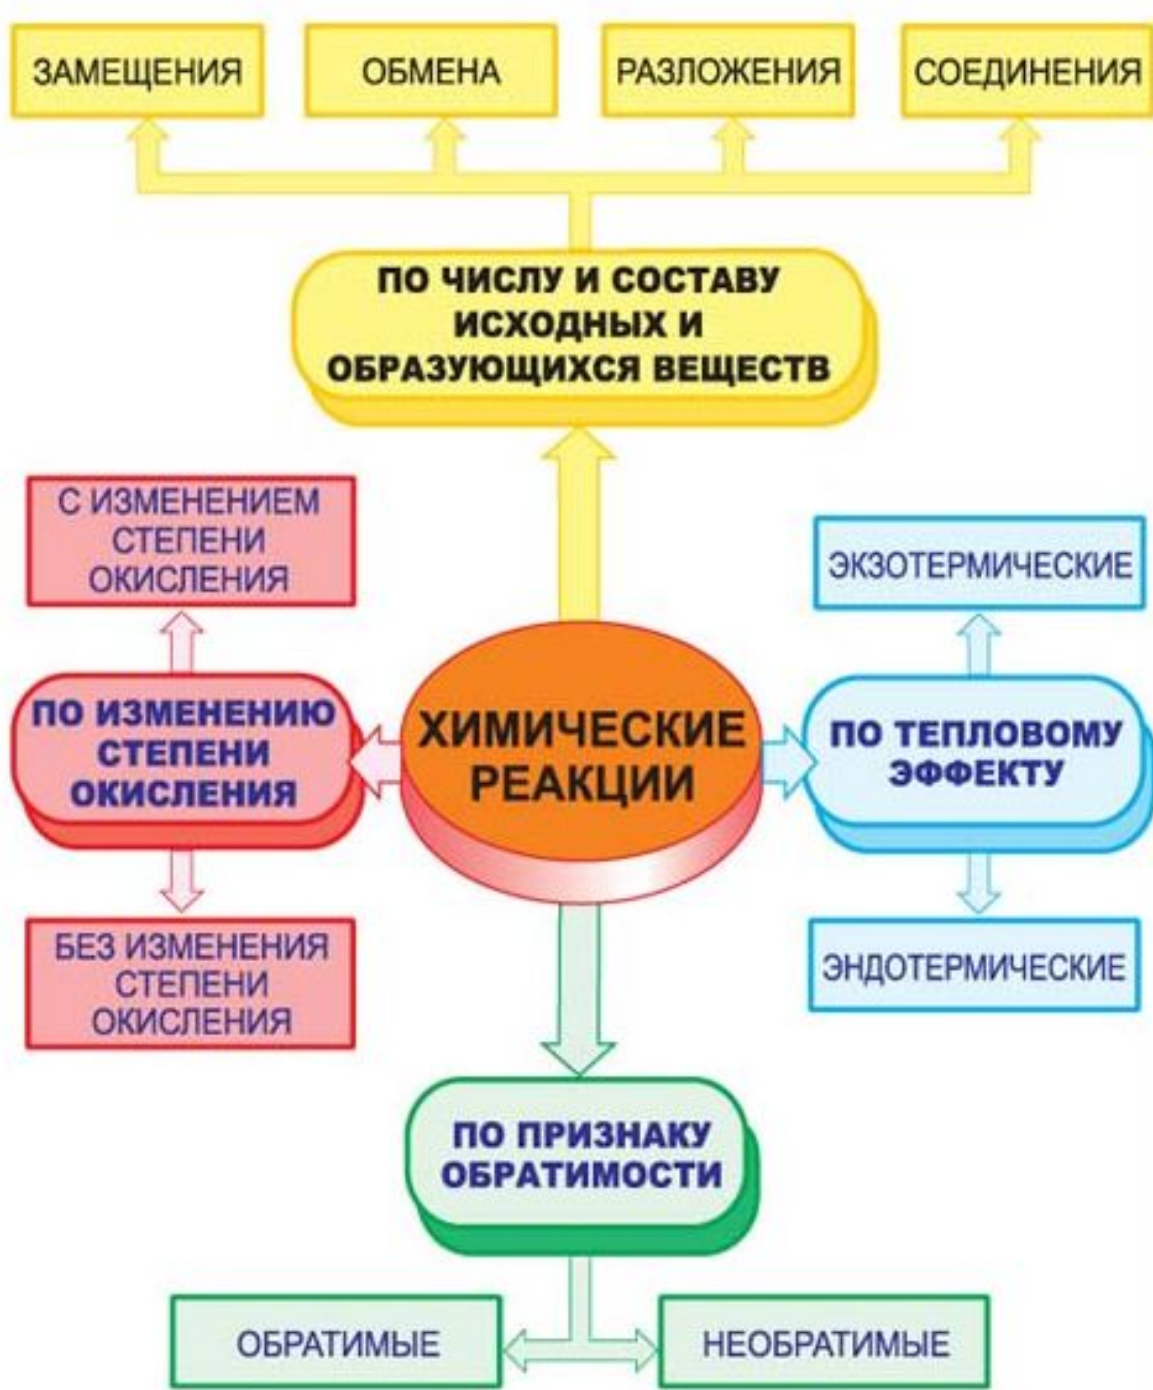 ЗАМЕЩЕНИЯ
ОБМЕНА
РАЗЛОЖЕНИЯ
СОЕДИНЕНИЯ
ПО ЧИСЛУ И СОСТАВУ
ИСХОДНЫХ И
ОБРАЗУЮЩИХСЯ ВЕЩЕСТВ
С ИЗМЕНЕНИЕМ
СТЕПЕНИ
ОКИСЛЕНИЯ
ЭКЗОТЕРМИЧЕСКИЕ
ПО ИЗМЕНЕНИЮ
СТЕПЕНИ
ОКИСЛЕНИЯ
ХИМИЧЕСКИЕ
РЕАКЦИИ
ПО ТЕПЛОВОМУ
ЭФФЕКТУ
БЕЗ ИЗМЕНЕНИЯ
СТЕПЕНИ
ОКИСЛЕНИЯ
ЭНДОТЕРМИЧЕСКИЕ
ПО ПРИЗНАКУ
ОБРАТИМОСТИ
ОБРАТИМЫЕ
НЕОБРАТИМЫЕ